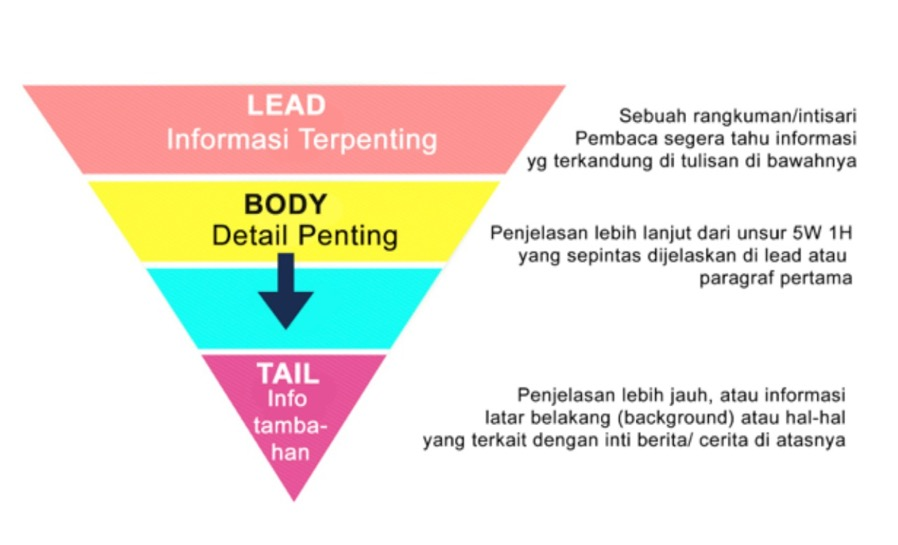 LEAD
Informasi Terpenting
Sebuah rangkuman/intisari
Pembaca segera tahu informasi
yg terkandung di tulisan di bawahnya
BODY
Detail Penting
Penjelasan lebih lanjut dari unsur 5W 1H
yang sepintas dijelaskan di lead atau
paragraf pertama
TAIL
Info
tamba-
han
Penjelasan lebih jauh, atau informasi
latar belakang (background) atau hal-hal
yang terkait dengan inti berita/ cerita di atasnya